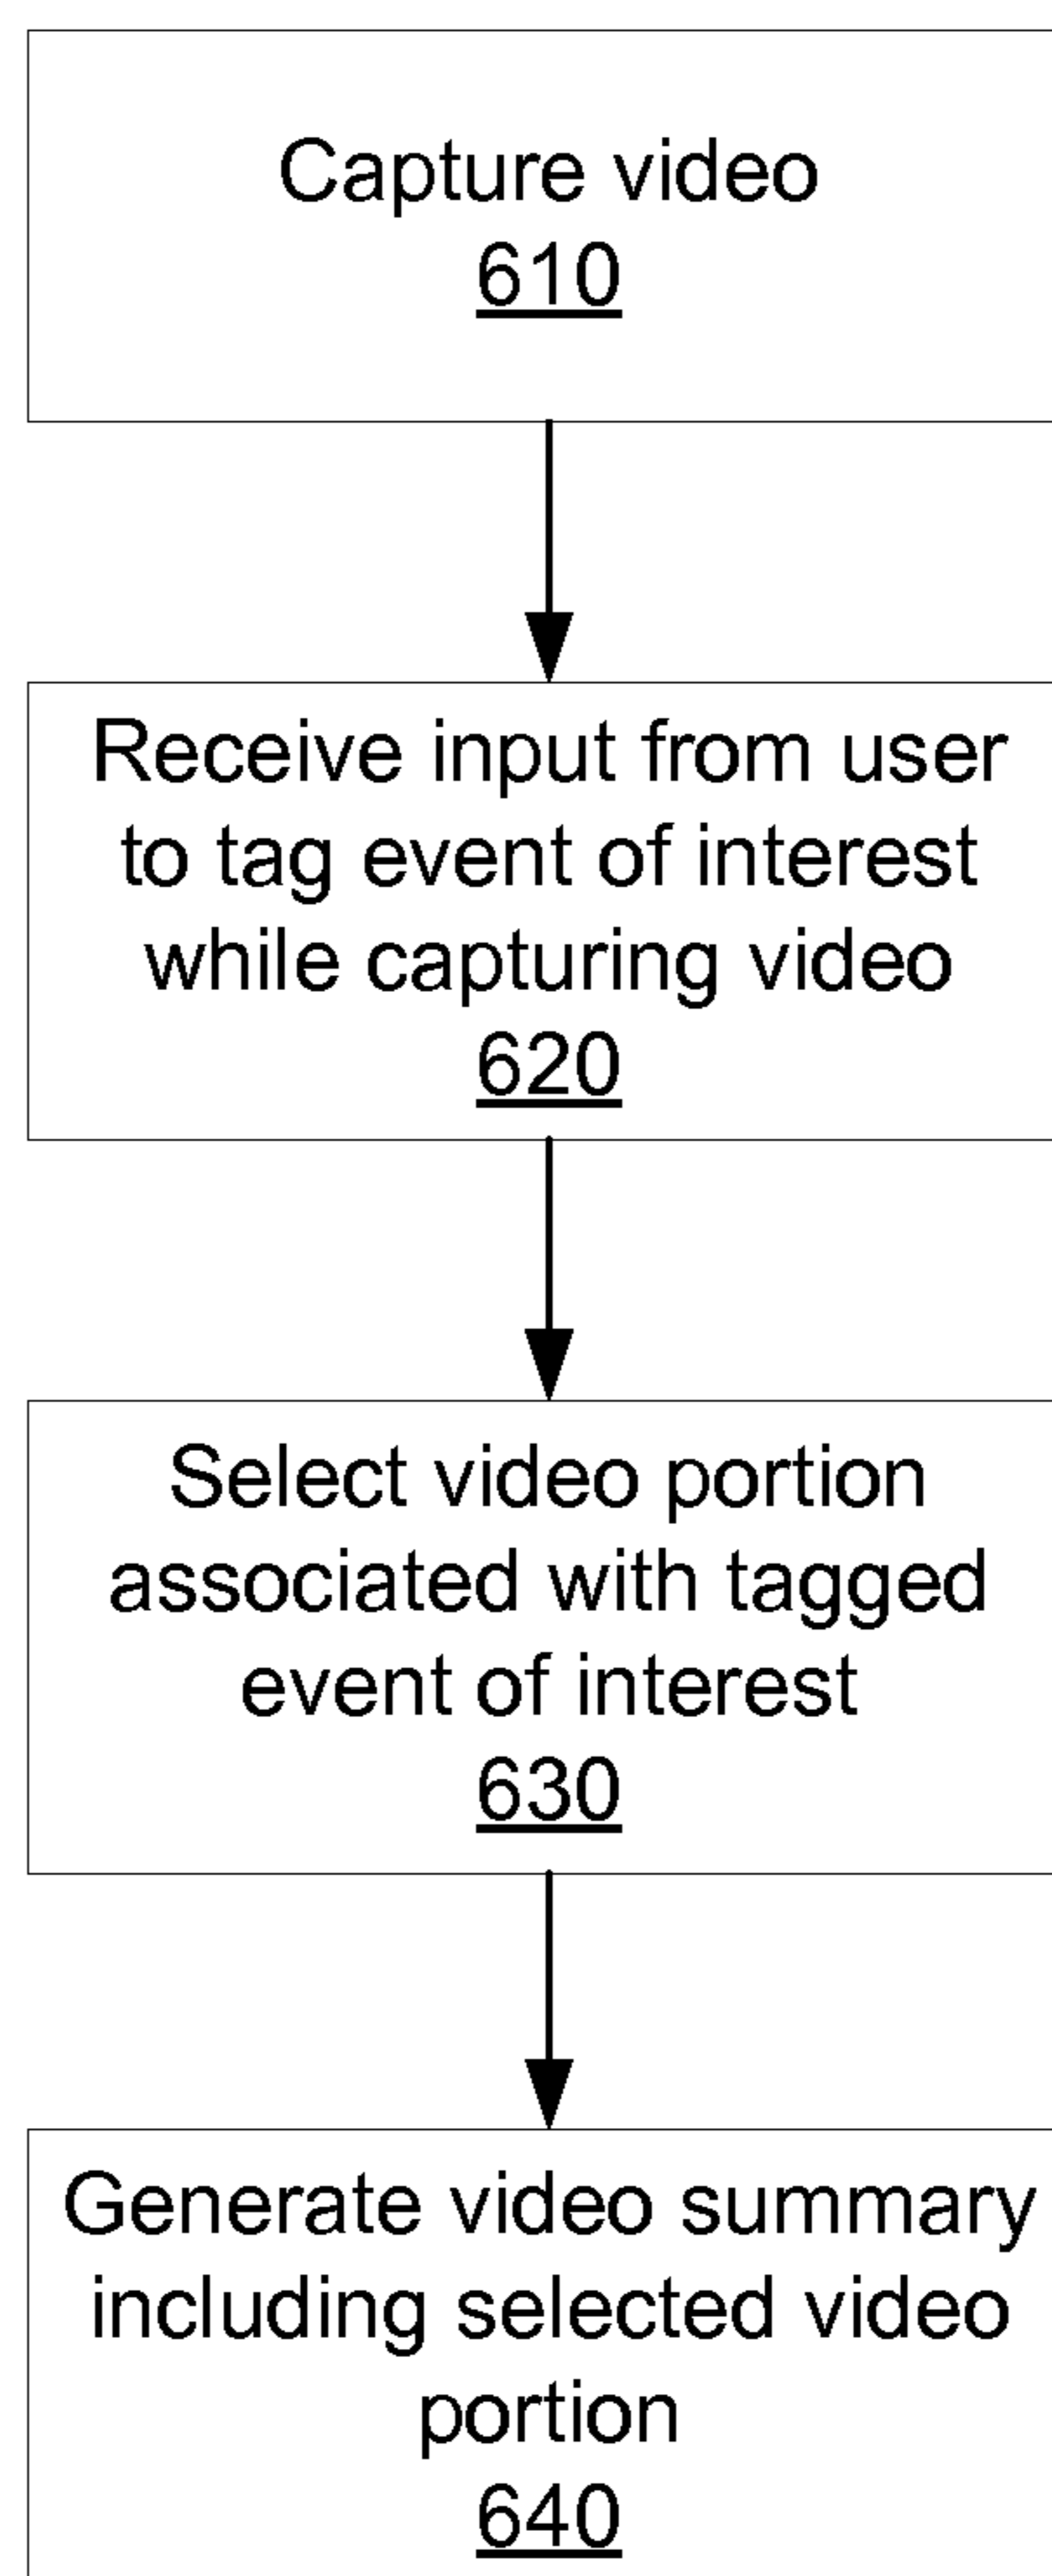 Capture video
610
Receive input from user
to tag event of interest
while capturing video
620
Select video portion
associated with tagged
event of interest
630
Generate video summary
including selected video
portion
640